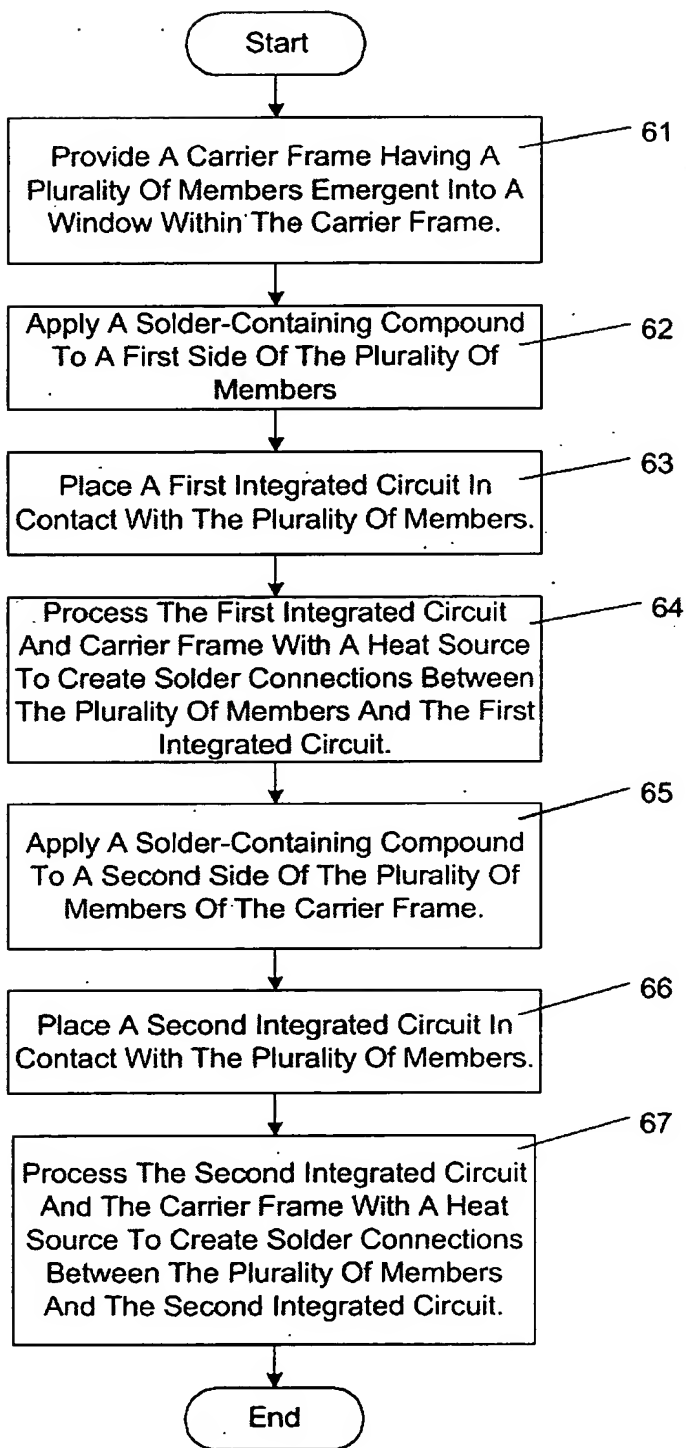 Start
61
Provide A Carrier Frame Having A
Plurality Of Members Emergent Into A
Window Within The Carrier Frame.
62
Apply A Solder-Containing Compound
To A First Side Of The Plurality Of
Members
63
Place A First Integrated Circuit In
Contact With The Plurality Of Members.
64
Process The First Integrated Circuit
And Carrier Frame With A Heat Source
To Create Solder Connections Between
The Plurality Of Members And The First
Integrated Circuit.
65
Apply A Solder-Containing Compound
To A Second Side Of The Plurality Of
Members Of The Carrier Frame.
66
Place A Second Integrated Circuit In
Contact With The Plurality Of Members.
67
Process The Second Integrated Circuit
And The Carrier Frame With A Heat
Source To Create Solder Connections
Between The Plurality Of Members
And The Second Integrated Circuit.
End